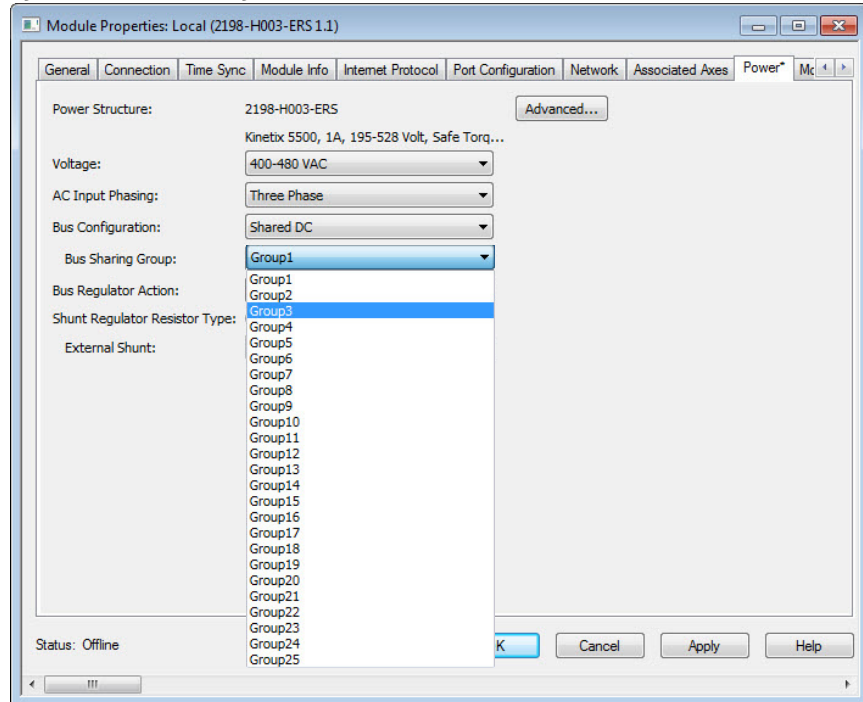 Module Properties: Local (2198-H003-ERS 1.1)
General Connection Time Sync Module Info Internet Protocol Port Configuration Network Associated Axes Power*
Power Structure: 2198-H003-ERS Advanced...
Kinetix 5500, 1A, 195-528 Volt, Safe Torq...
Voltage: 400-480 VAC
AC Input Phasing: Three Phase
Bus Configuration: Shared DC
Bus Sharing Group: Group1
Group1
Bus Regulator Action: Group2
Group3
Shunt Regulator Resistor Type: Group4
Group5
External Shunt: Group6
Group7
Group8
Group9
Group10
Group11
Group12
Group13
Group14
Group15
Group16
Group17
Group18
Group19
Group20
Group21
Group22
Group23
Status: Offline Group24 K Cancel Apply Help
Group25